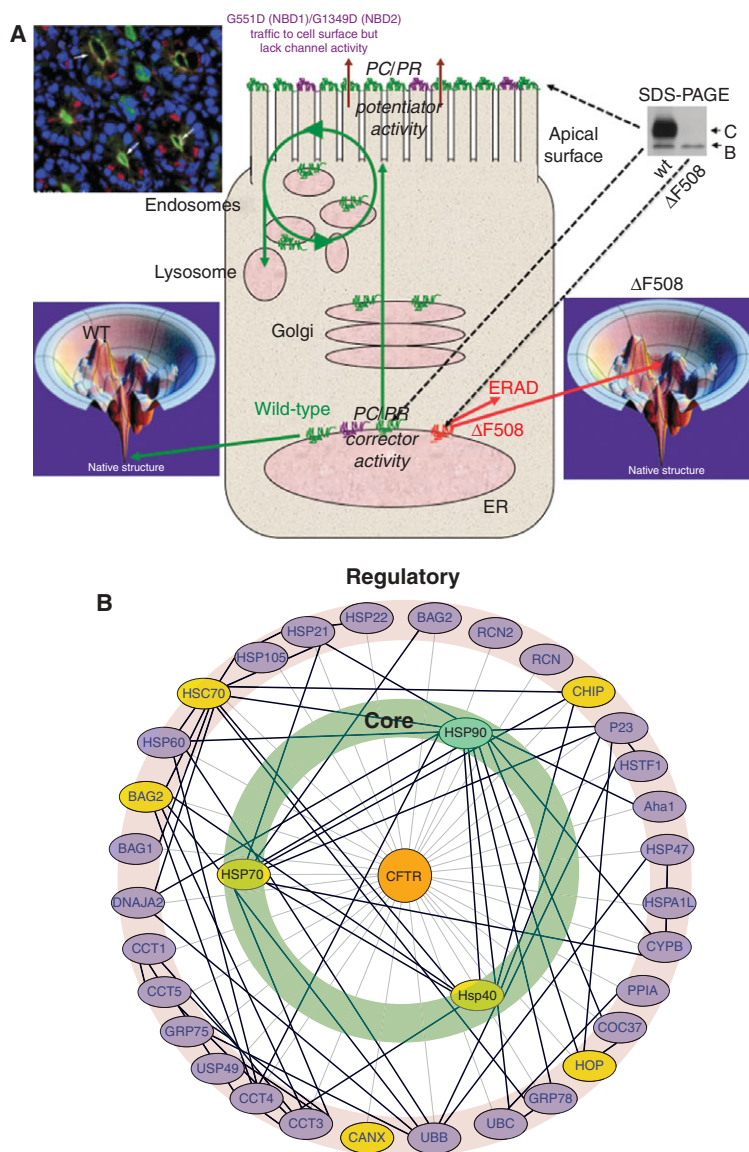 A
G551D (NBD1)/G1349D (NBD2)
traffic to cell surface but
lack channel activity
PC/PR
potentiator
activity
SDS-PAGE
C
B
wt
ΔF508
Apical
surface
Endosomes
Lysosome
Golgi
WT
Native structure
Wild-type
PC/PR
corrector
activity
ERAD
ΔF508
ER
ΔF508
Native structure
B
Regulatory
Core
HSP22
BAG2
RCN2
RCN
CHIP
P23
HSTF1
Aha1
HSP47
HSPA1L
CYPB
PPIA
COC37
HOP
GRP78
UBC
UBB
CANX
CCT3
CCT4
USP49
GRP75
CCT5
CCT1
DNAJA2
BAG1
BAG2
HSP60
HSC70
HSP105
HSP21
HSP90
HSP70
CFTR
Hsp40